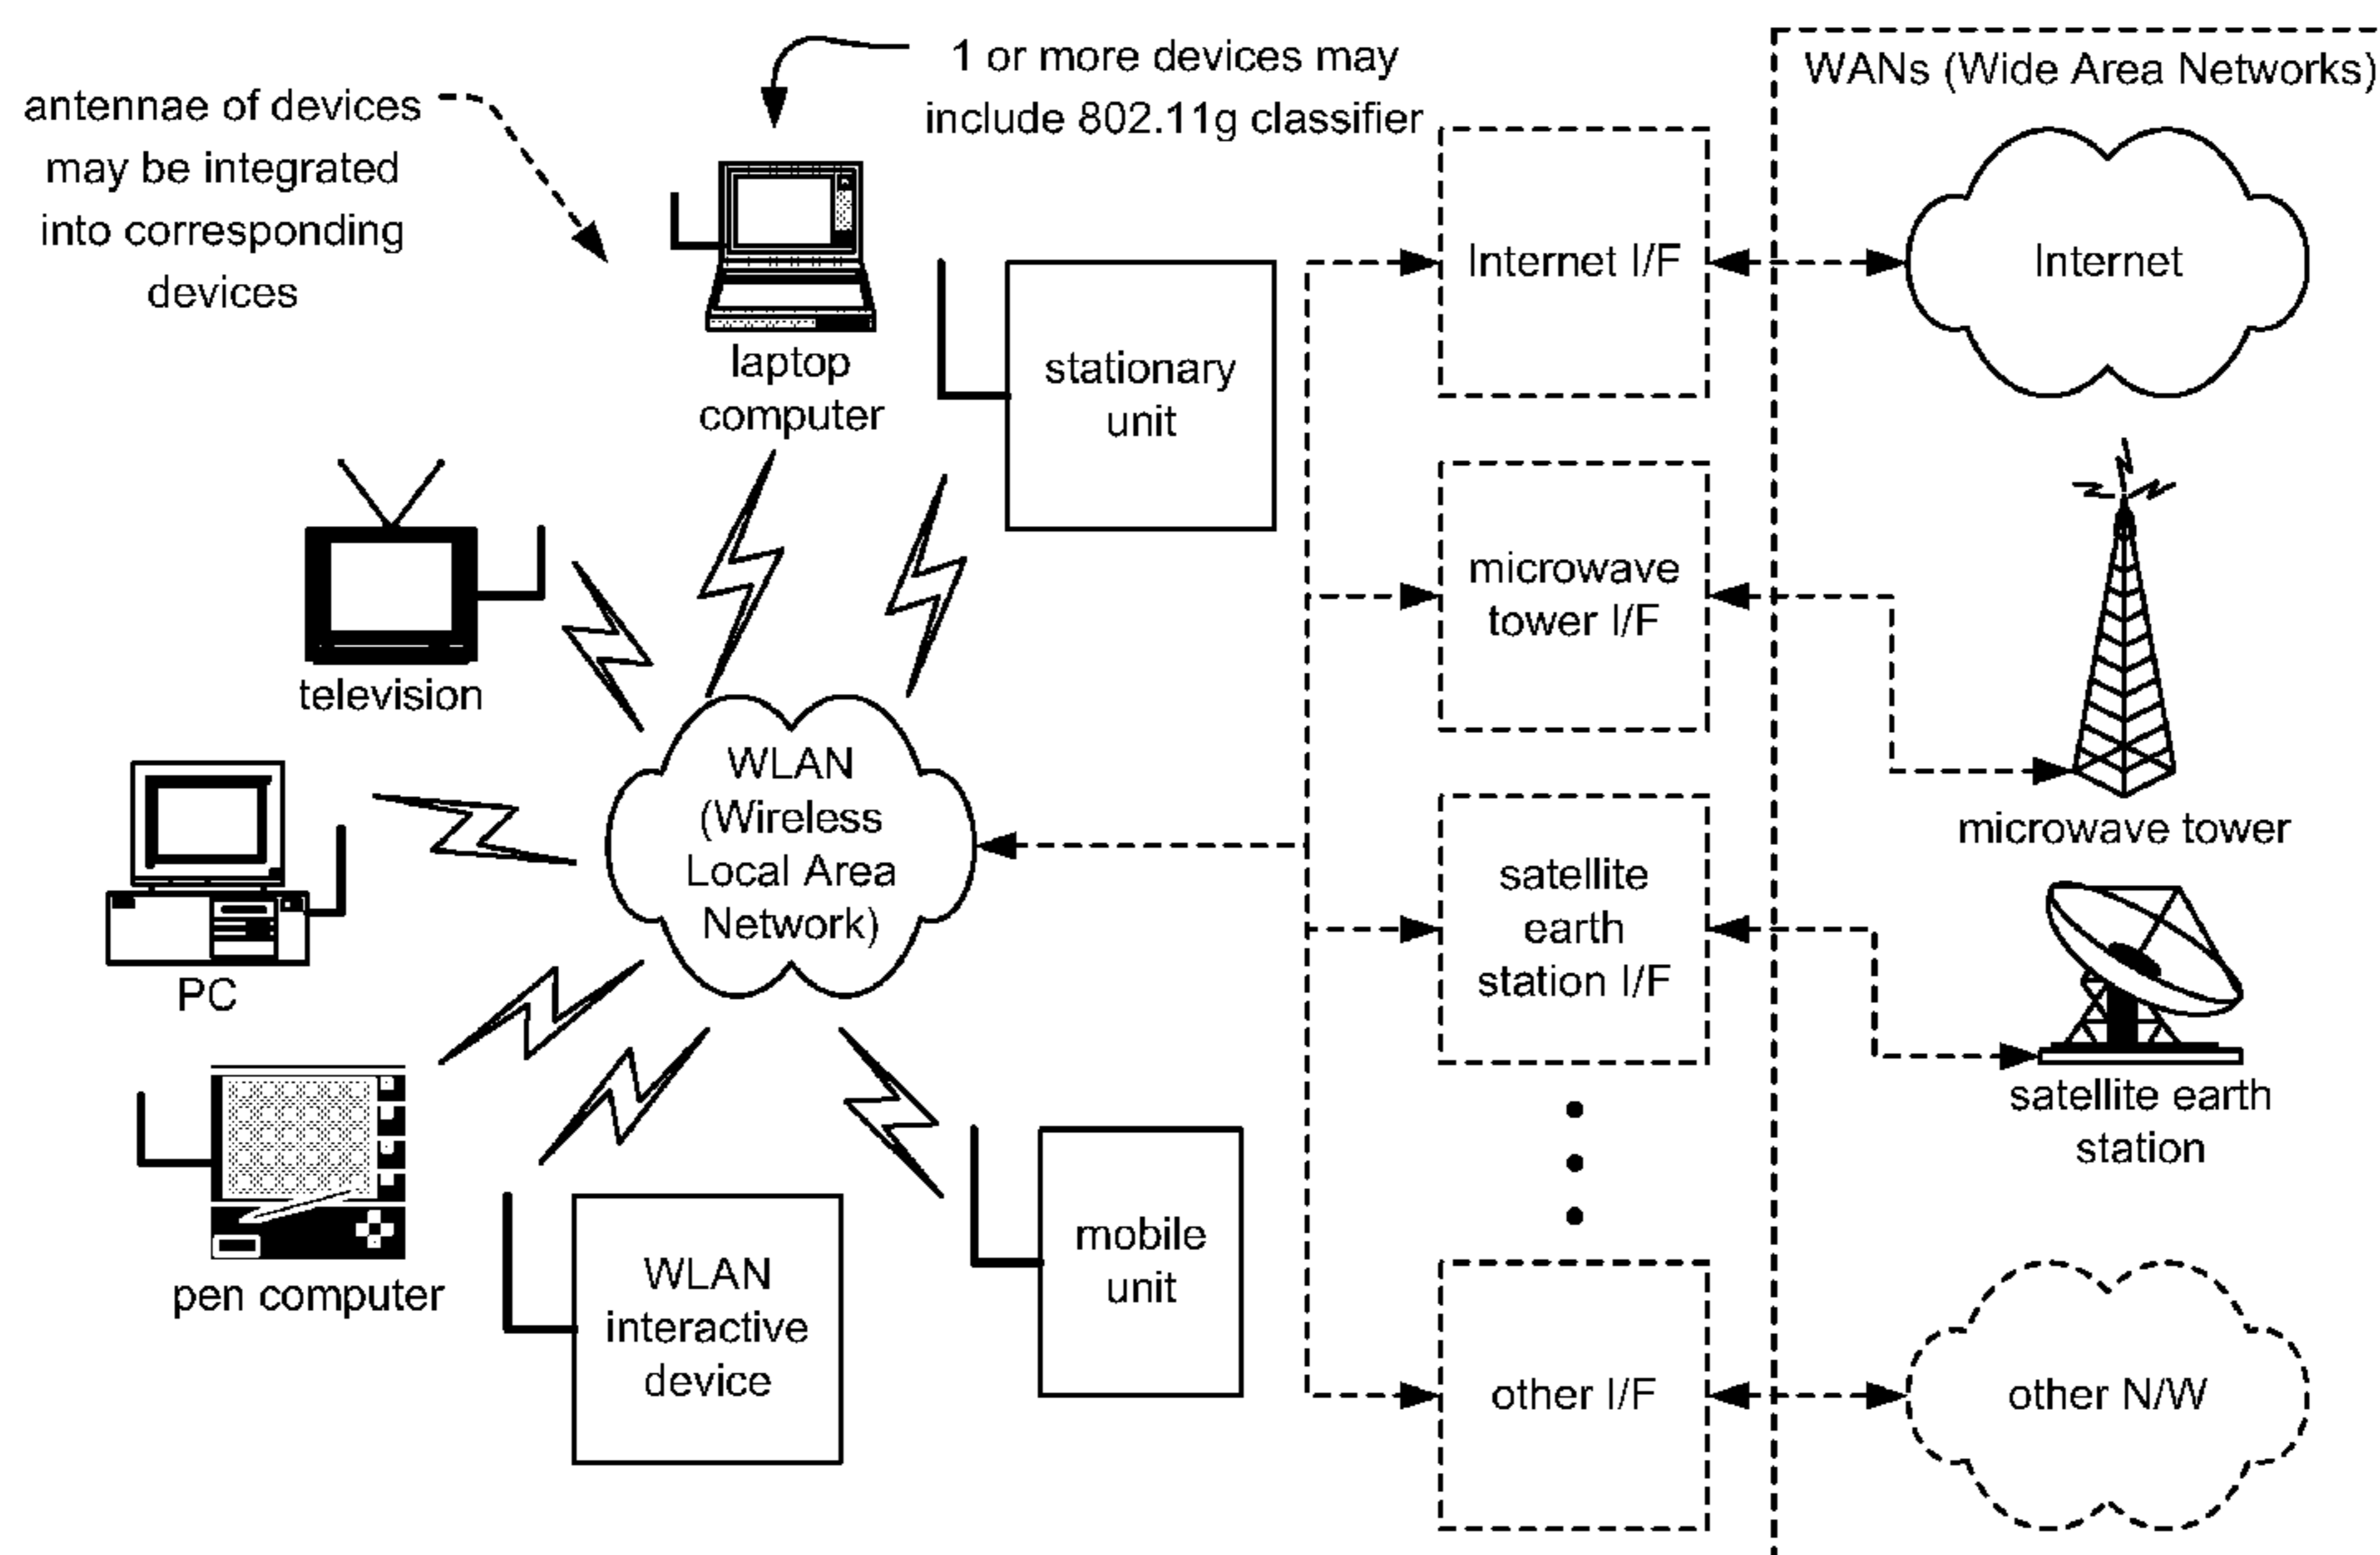 antennae of devices
may be integrated
into corresponding
devices
1 or more devices may
include 802.11g classifier
WANs (Wide Area Networks)
laptop
computer
stationary
unit
Internet I/F
Internet
television
microwave
tower I/F
microwave tower
WLAN
(Wireless
Local Area
Network)
PC
satellite
earth
station I/F
satellite earth
station
pen computer
WLAN
interactive
device
mobile
unit
other I/F
other N/W